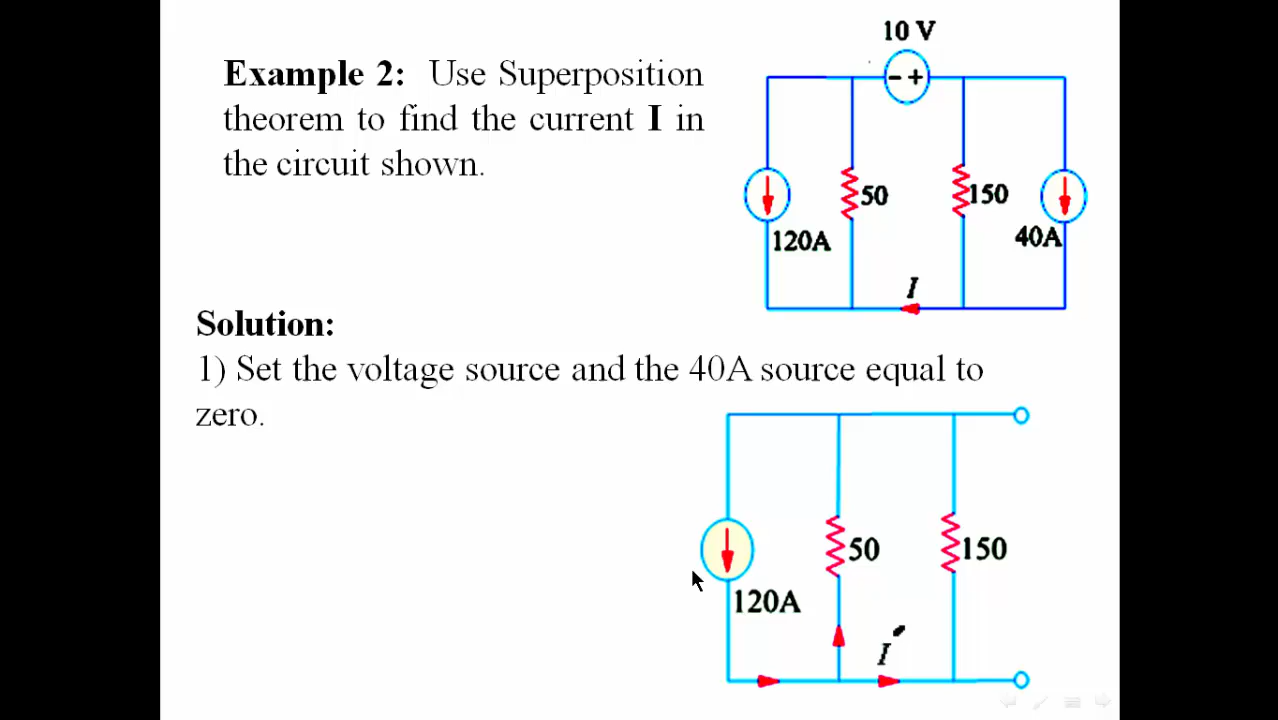 10 V
Example 2: Use Superposition
theorem to find the current I in
the circuit shown.
- +
50
150
120A
40A
I
Solution:
1) Set the voltage source and the 40A source equal to
zero.
50
150
120A
I′